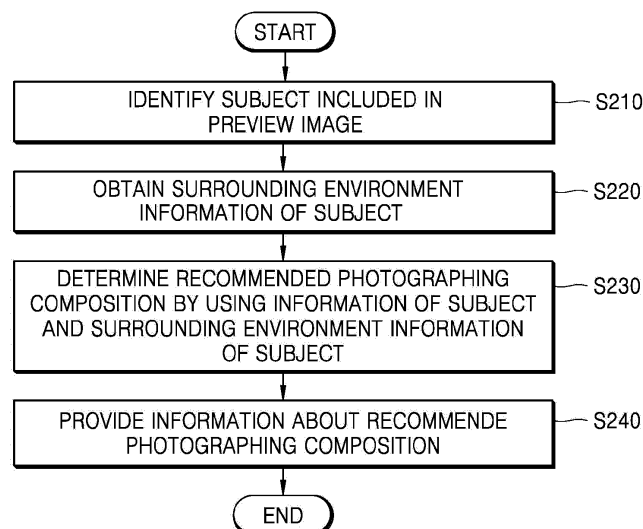 START
IDENTIFY SUBJECT INCLUDED IN
PREVIEW IMAGE
S210
OBTAIN SURROUNDING ENVIRONMENT
INFORMATION OF SUBJECT
S220
DETERMINE RECOMMENDED PHOTOGRAPHING
COMPOSITION BY USING INFORMATION OF SUBJECT
AND SURROUNDING ENVIRONMENT INFORMATION
OF SUBJECT
S230
PROVIDE INFORMATION ABOUT RECOMMENDE
PHOTOGRAPHING COMPOSITION
S240
END